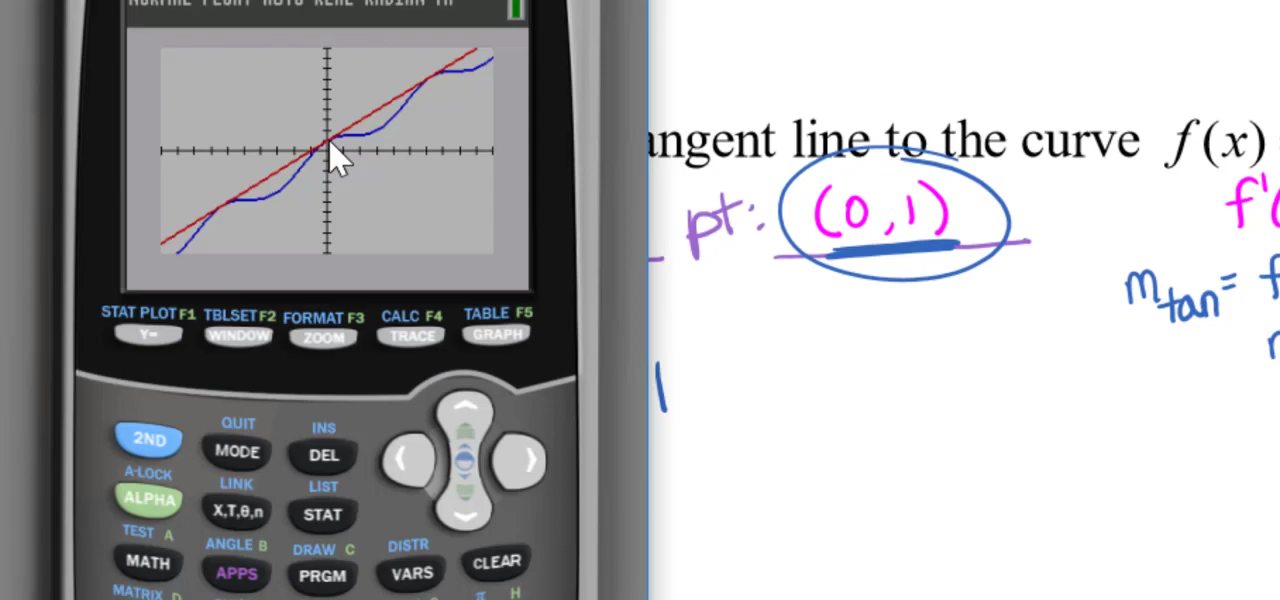 NORMAL FLOAT AUTO REAL RADIAN
angent line to the curve f(x)
pt: (0,1)
f'(
m tan = f
STAT PLOT F1 TBLSET F2 FORMAT F3 CALC F4 TABLE F5
Y= WINDOW ZOOM TRACE GRAPH
QUIT INS
2ND MODE DEL
A-LOCK LINK LIST
ALPHA X,T,θ,n STAT
TEST A ANGLE B DRAW C DISTR
MATH APPS PRGM VARS CLEAR
MATRIX D π H